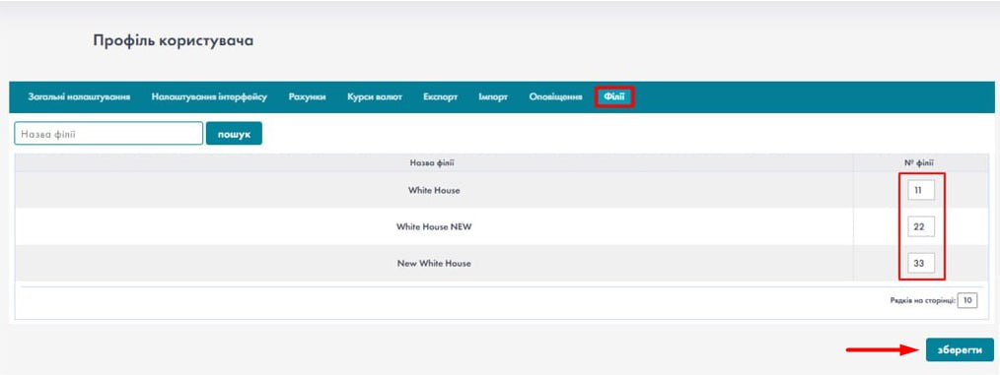 Профіль користувача
Загальні налаштування Налаштування інтерфейсу Рахунки Курси валют Експорт Імпорт Оповіщення Філії
Назва філії пошук
Назва філії № філії
White House 11
White House NEW 22
New White House 33
Рядків на сторінці: 10
зберегти